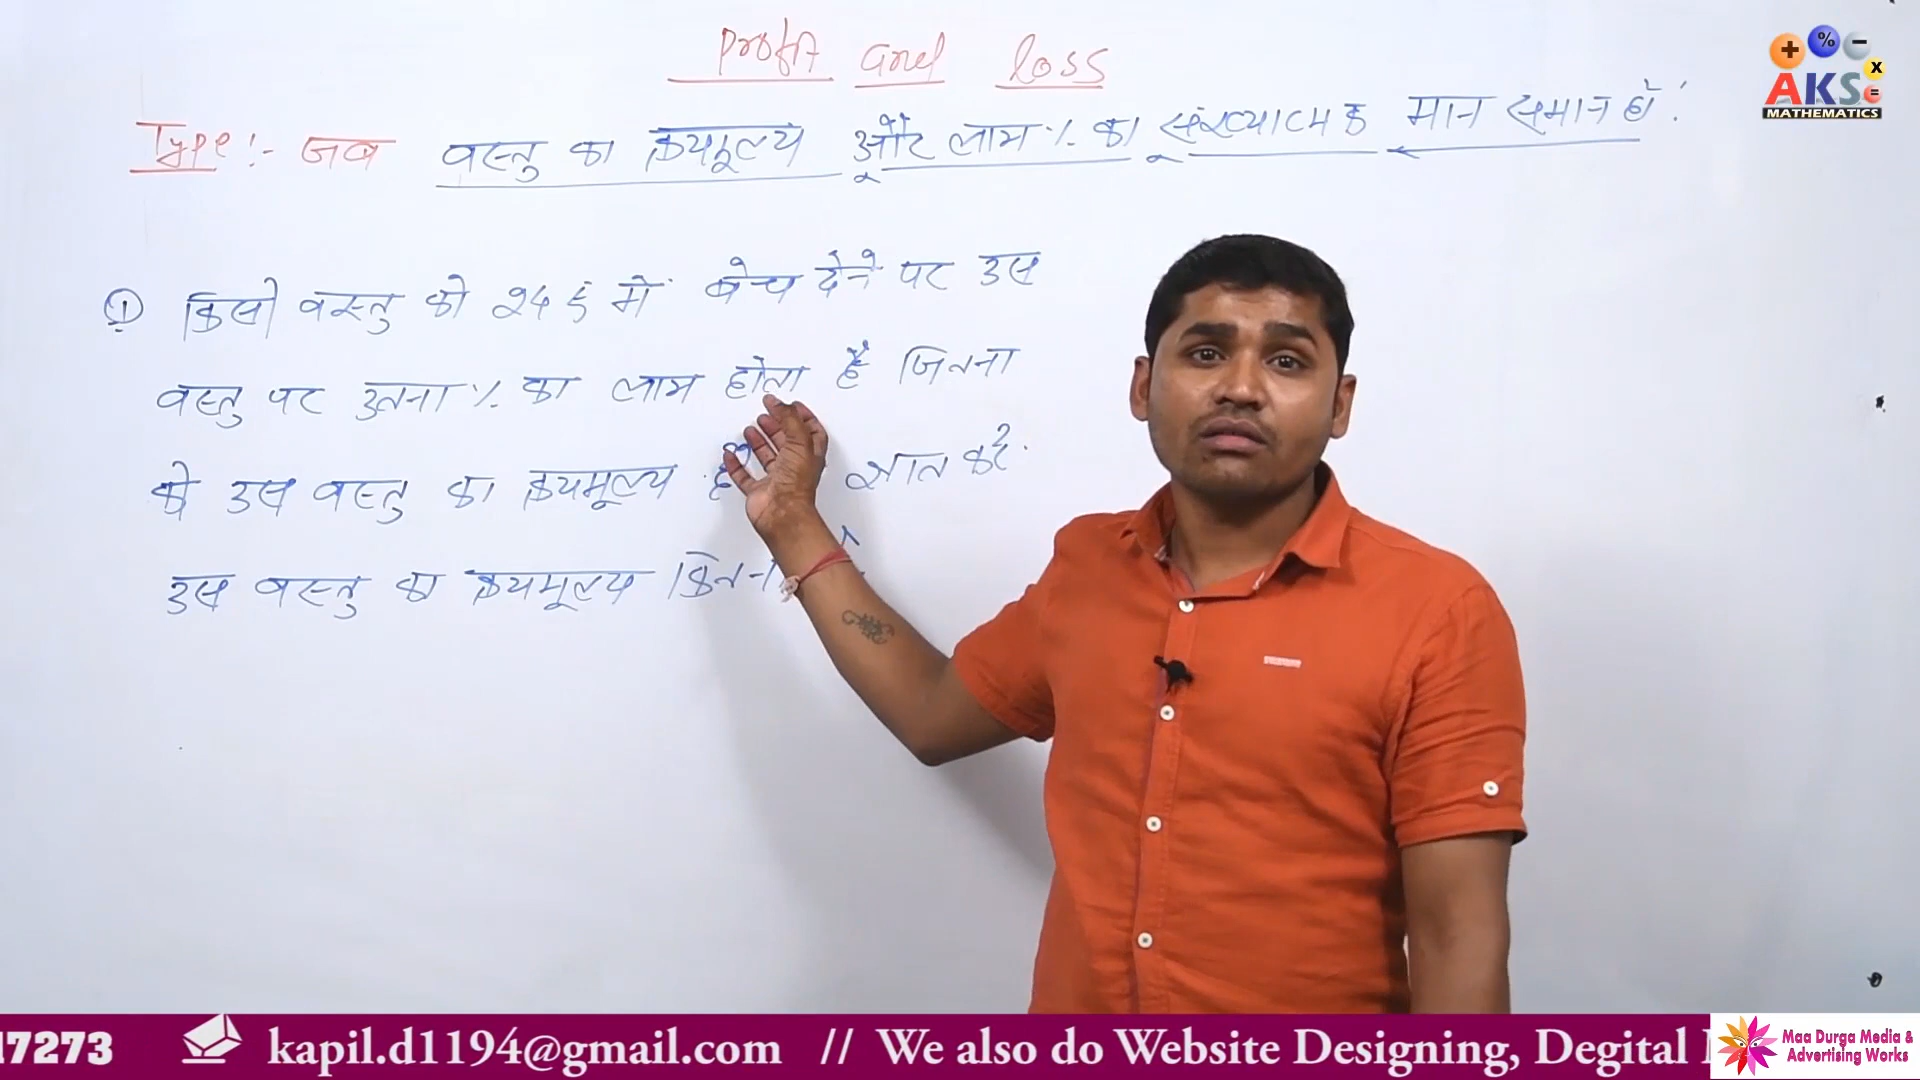 Profit and loss
+ % - x =
AKS
MATHEMATICS
Type :- जब वस्तु का क्रयमूल्य और लाभ % का संख्यात्मक मान समान हो :
① किसी वस्तु को 24 ₹ में बेच देने पर उस
वस्तु पर उतना % का लाभ होता है जितना
के उस वस्तु का क्रयमूल्य ज्ञात करें.
उस वस्तु का क्रयमूल्य
17273 kapil.d1194@gmail.com // We also do Website Designing, Degital
Maa Durga Media &
Advertising Works